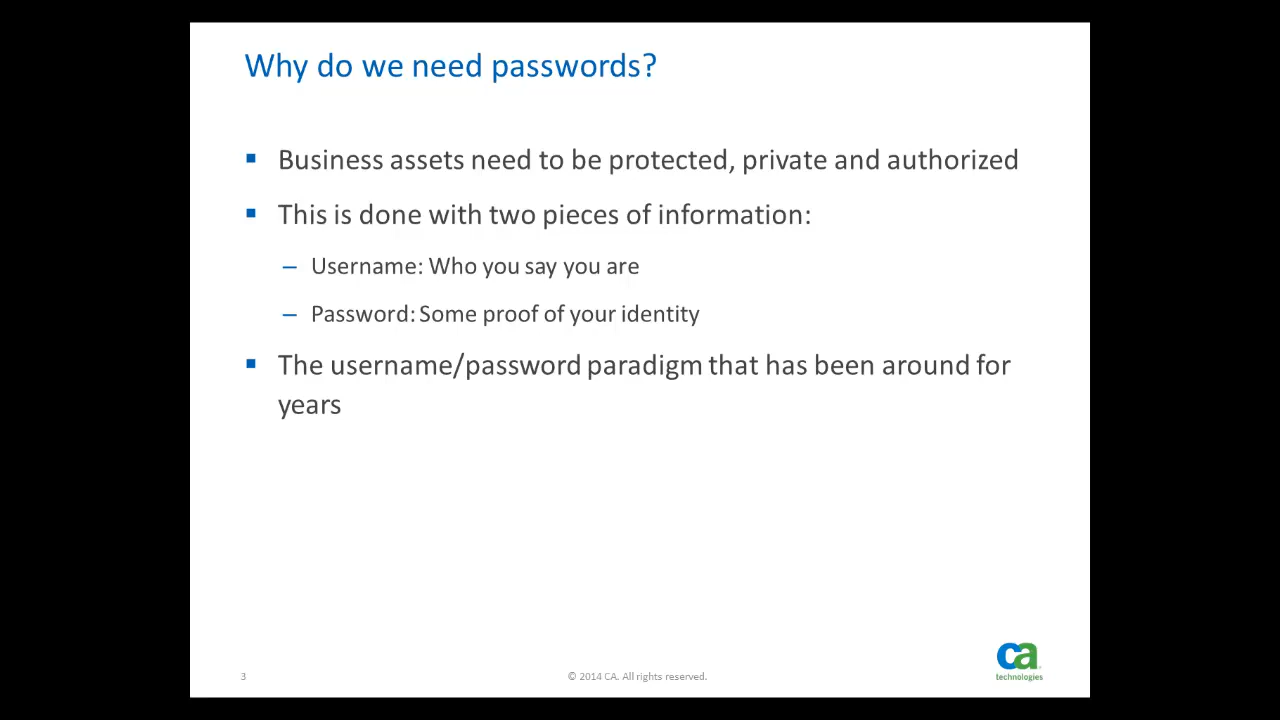 Why do we need passwords?
▪ Business assets need to be protected, private and authorized
▪ This is done with two pieces of information:
– Username: Who you say you are
– Password: Some proof of your identity
▪ The username/password paradigm that has been around for
years
3
© 2014 CA. All rights reserved.
ca
technologies